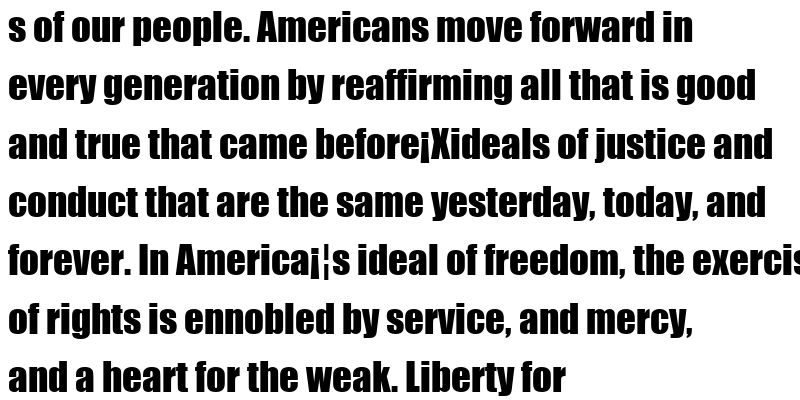 s of our people. Americans move forward in
every generation by reaffirming all that is good
and true that came before¡Xideals of justice and
conduct that are the same yesterday, today, and
forever. In America¡¦s ideal of freedom, the exercis
of rights is ennobled by service, and mercy,
and a heart for the weak. Liberty for